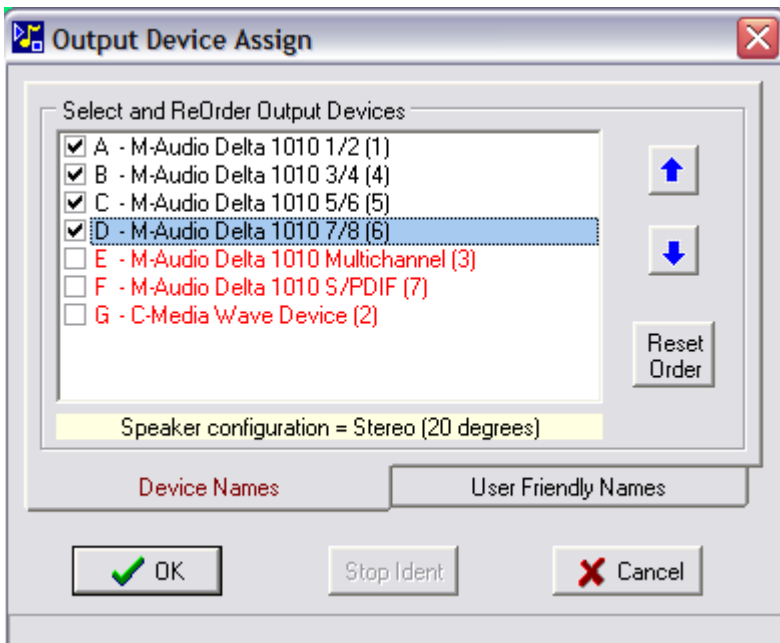 Output Device Assign
Select and ReOrder Output Devices
A - M-Audio Delta 1010 1/2 (1)
B - M-Audio Delta 1010 3/4 (4)
C - M-Audio Delta 1010 5/6 (5)
D - M-Audio Delta 1010 7/8 (6)
E - M-Audio Delta 1010 Multichannel (3)
F - M-Audio Delta 1010 S/PDIF (7)
G - C-Media Wave Device (2)
Reset
Order
Speaker configuration = Stereo (20 degrees)
Device Names
User Friendly Names
OK
Stop Ident
Cancel